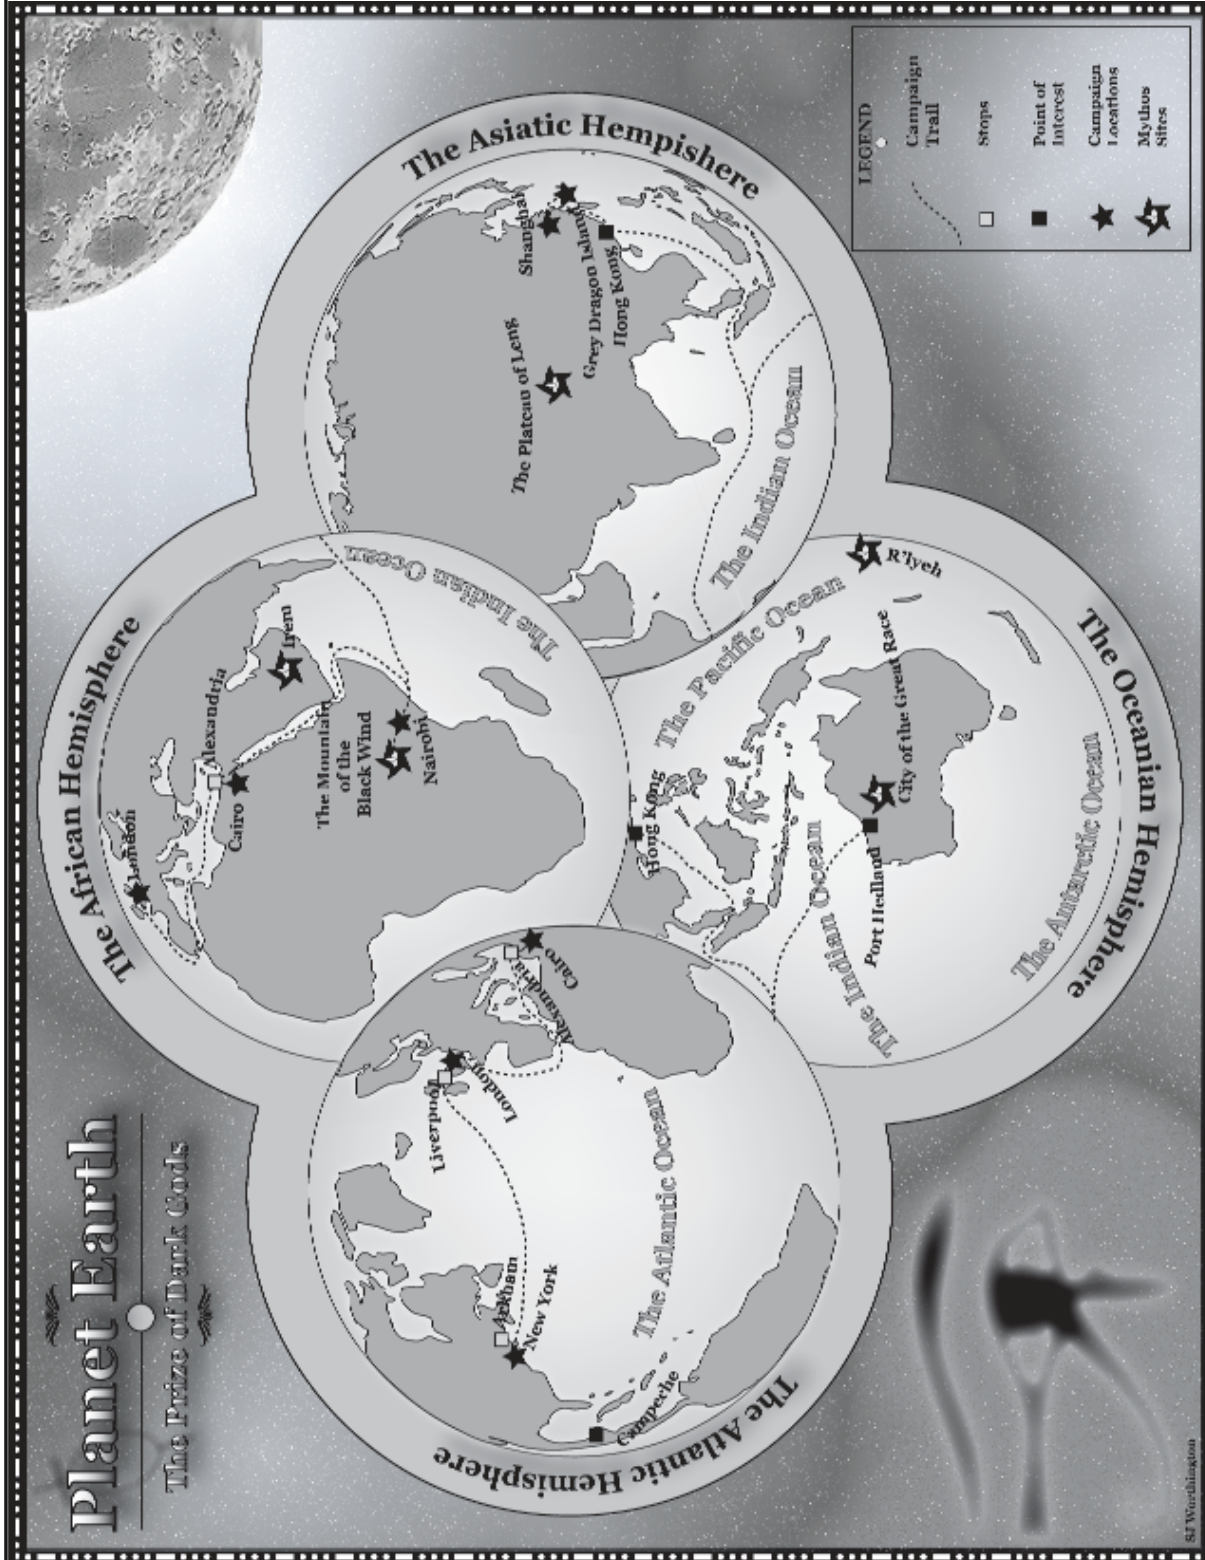 Planet Earth
The Prize of Dark Gods
The African Hemisphere
London
Alexandria
Cairo
Irem
The Mountain
of the
Black Wind
Nairobi
The Indian Ocean
The Atlantic Hemisphere
Liverpool
London
Alexandria
Cairo
Arkham
New York
Campeche
The Atlantic Ocean
The Asiatic Hempishere
Shanghai
Grey Dragon Island
Hong Kong
The Plateau of Leng
The Indian Ocean
The Oceanian Hemisphere
Hong Kong
The Pacific Ocean
R'lyeh
City of the Great Race
Port Hedland
The Indian Ocean
The Antarctic Ocean
LEGEND
Campaign
Trail
Stops
Point of
Interest
Campaign
Locations
Mythos
Sites
SJ Worthington